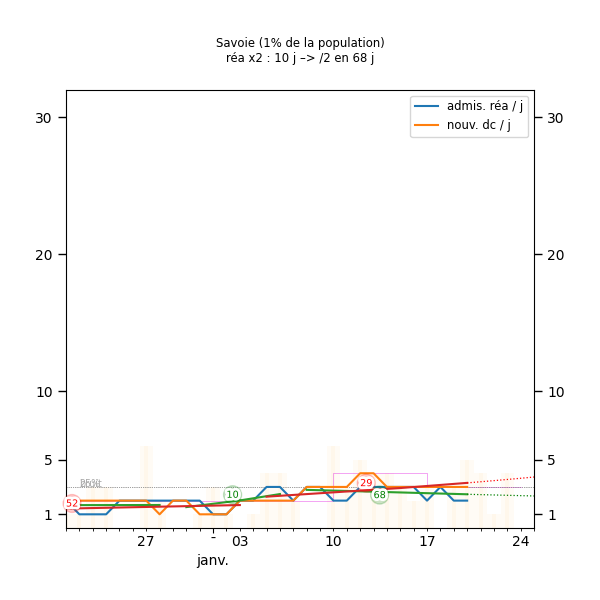 Savoie (1% de la population)
réa x2 : 10 j –> /2 en 68 j
admis. réa / j
nouv. dc / j
30 30
20 20
10 10
5 5
29
10 68
52
1 1
27 - 03 10 17 24
janv.